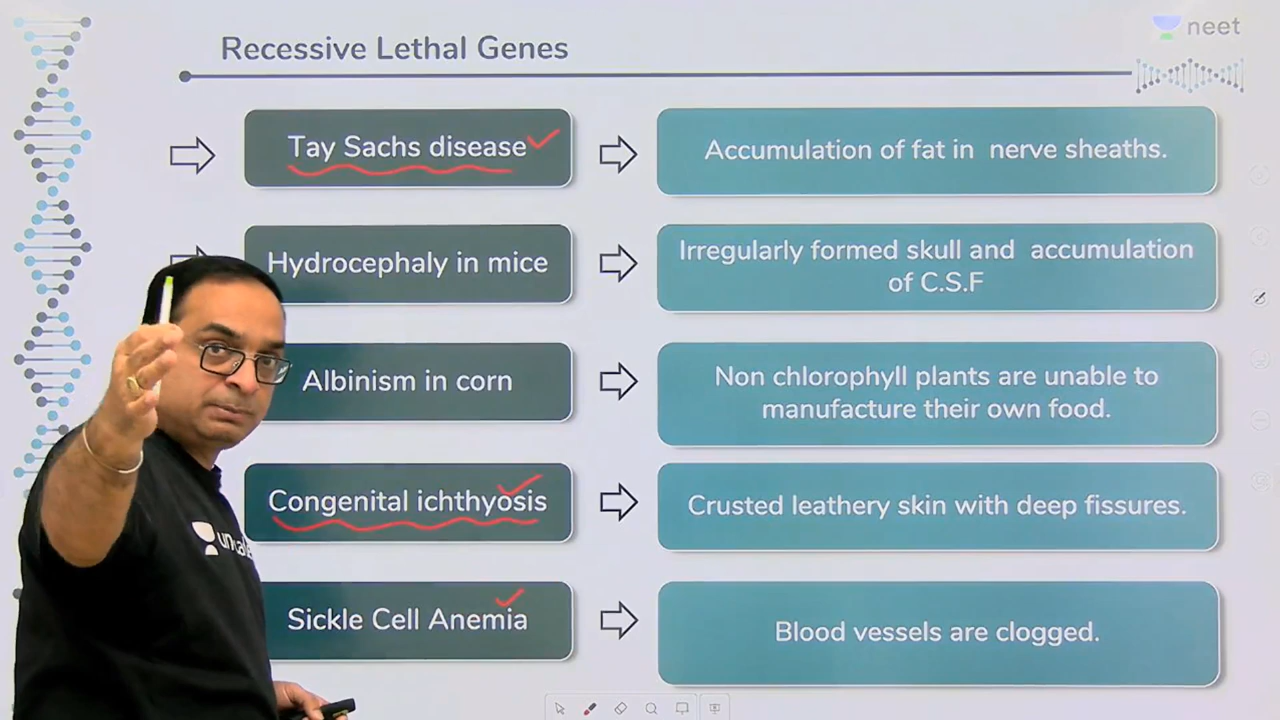 neet
Recessive Lethal Genes
Tay Sachs disease
Accumulation of fat in nerve sheaths.
Hydrocephaly in mice
Irregularly formed skull and accumulation
of C.S.F
Albinism in corn
Non chlorophyll plants are unable to
manufacture their own food.
Congenital ichthyosis
Crusted leathery skin with deep fissures.
Sickle Cell Anemia
Blood vessels are clogged.